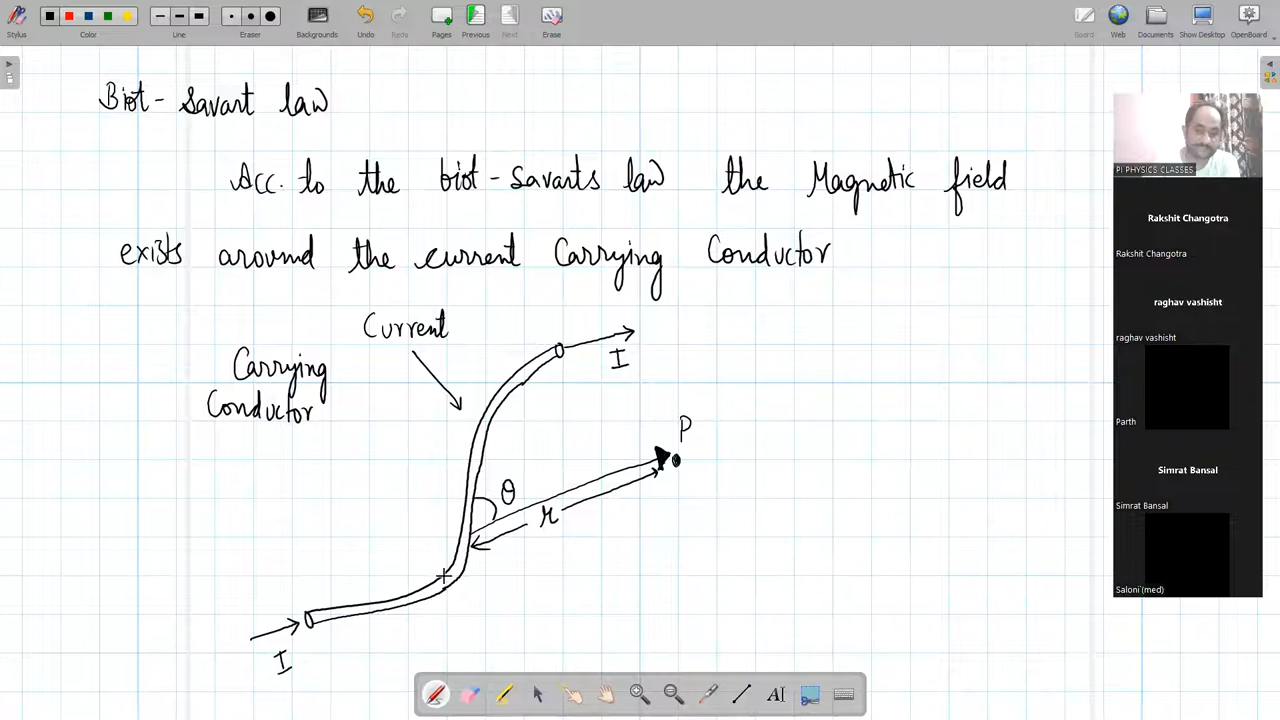 Stylus
Color
Line
Eraser
Backgrounds
Undo
Redo
Pages
Previous
Next
Erase
Board
Web
Documents
Show Desktop
OpenBoard
Biot - Savart law
Acc. to the biot - Savarts law the Magnetic field
exists around the current Carrying Conductor
Current
Carrying
Conductor
I
P
θ
r
I
PI PHYSICS CLASSES
Rakshit Changotra
Rakshit Changotra
raghav vashisht
raghav vashisht
Parth
Simrat Bansal
Simrat Bansal
Saloni (med)
AI